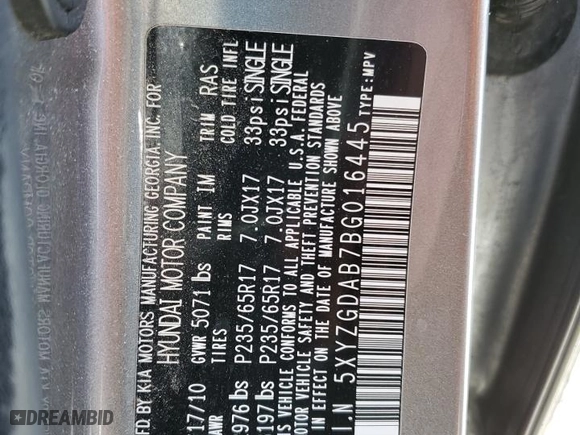 MFD.BY KIA MOTORS MANUFACTURING GEORGIA, INC. FOR
HYUNDAI MOTOR COMPANY
17/10 GVWR 5071 lbs PAINT IM TRIM RAS
TIRES RIMS COLD TIRE INFL
976 lbs P235/65R17 7.0JX17 33psi SINGLE
197 lbs P235/65R17 7.0JX17 33psi SINGLE
VEHICLE CONFORMS TO ALL APPLICABLE U.S.A. FEDERAL
MOTOR VEHICLE SAFETY AND THEFT PREVENTION STANDARDS
IN EFFECT ON THE DATE OF MANUFACTURE SHOWN ABOVE
5XYZGDAB7BG016445 TYPE:MPV
DREAMBID